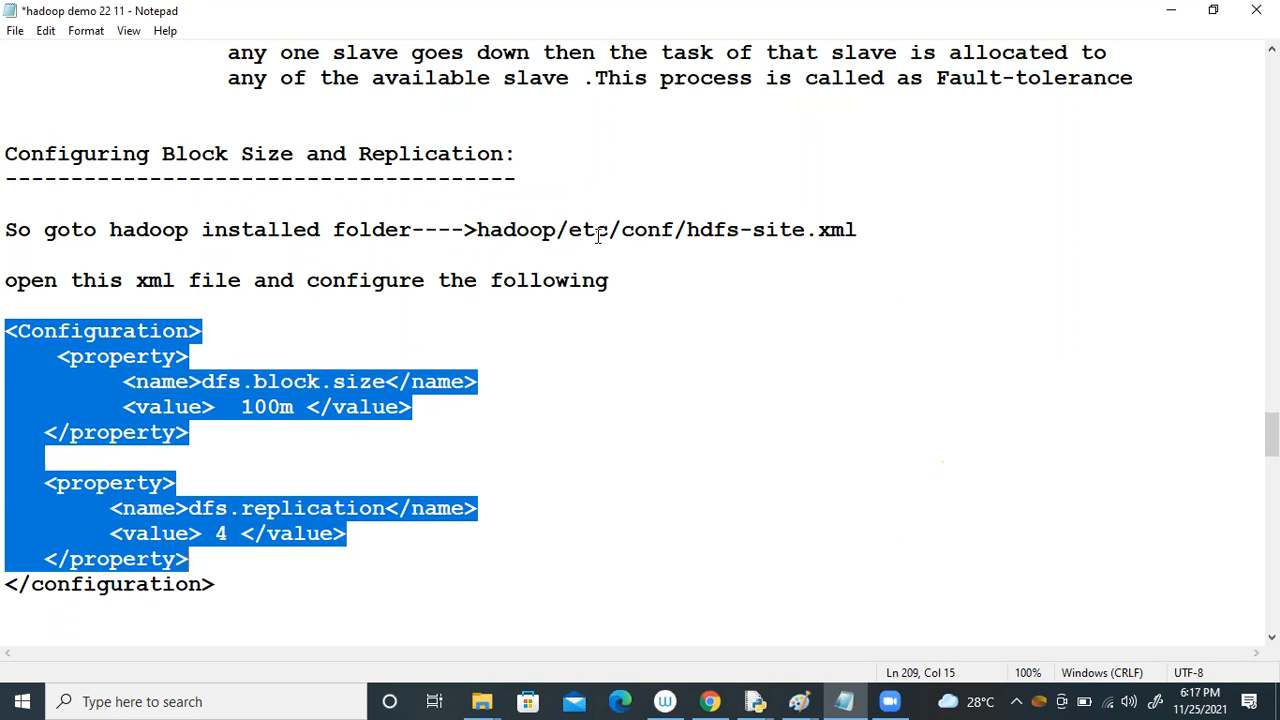 *hadoop demo 22 11 - Notepad
File Edit Format View Help
any one slave goes down then the task of that slave is allocated to
any of the available slave .This process is called as Fault-tolerance
Configuring Block Size and Replication:
---------------------------------------
So goto hadoop installed folder---->hadoop/etc/conf/hdfs-site.xml
open this xml file and configure the following
<Configuration>
<property>
<name>dfs.block.size</name>
<value>  100m </value>
</property>
<property>
<name>dfs.replication</name>
<value> 4 </value>
</property>
</configuration>
Ln 209, Col 15 100% Windows (CRLF) UTF-8
Type here to search
28°C
6:17 PM
11/25/2021